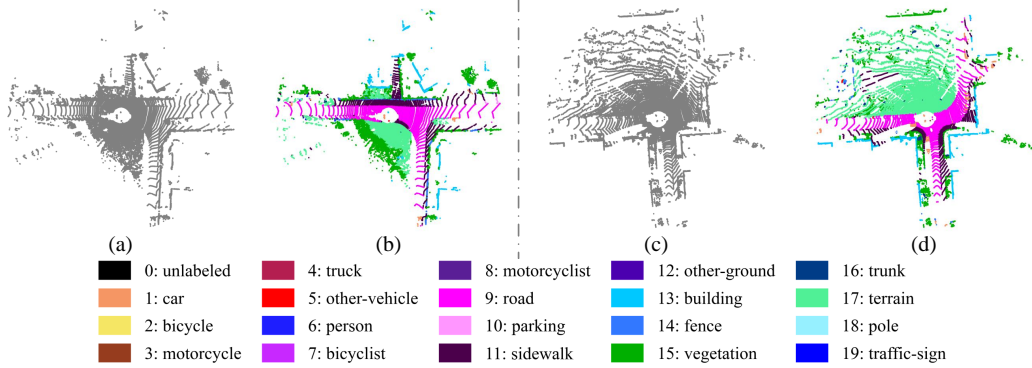 (a) (b) (c) (d)
0: unlabeled 4: truck 8: motorcyclist 12: other-ground 16: trunk
1: car 5: other-vehicle 9: road 13: building 17: terrain
2: bicycle 6: person 10: parking 14: fence 18: pole
3: motorcycle 7: bicyclist 11: sidewalk 15: vegetation 19: traffic-sign